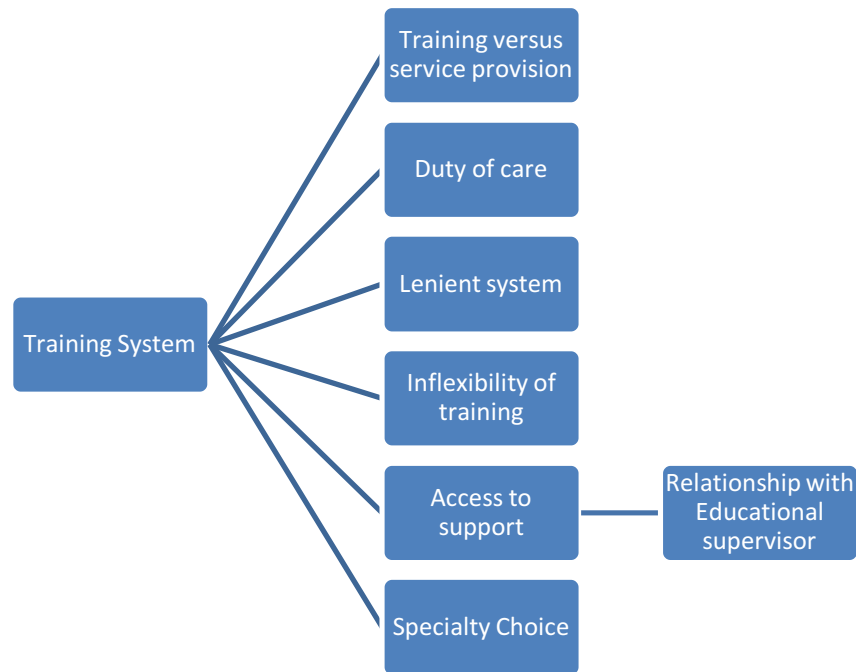 Training versus
service provision
Duty of care
Lenient system
Training System
Inflexibility of
training
Access to
support
Relationship with
Educational
supervisor
Specialty Choice